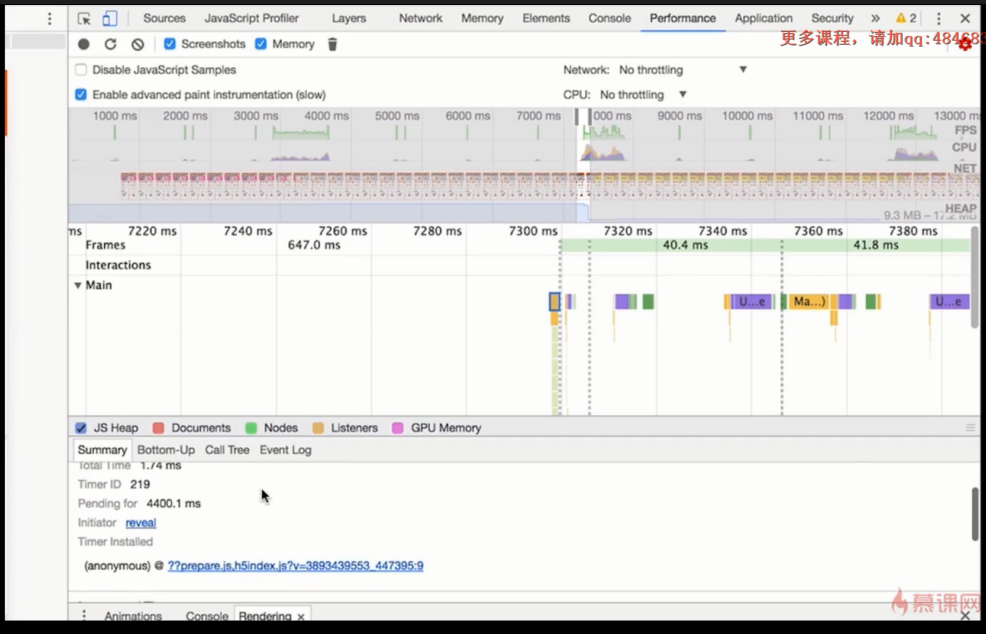 Sources JavaScript Profiler Layers Network Memory Elements Console Performance Application Security » 2
更多课程，请加qq:48468
Screenshots Memory
Disable JavaScript Samples Network: No throttling
Enable advanced paint instrumentation (slow) CPU: No throttling
1000 ms 2000 ms 3000 ms 4000 ms 5000 ms 6000 ms 7000 ms 000 ms 9000 ms 10000 ms 11000 ms 12000 ms 13000 ms
FPS
CPU
NET
HEAP
9.3 MB – 17.2 MB
ms 7220 ms 7240 ms 7260 ms 7280 ms 7300 ms 7320 ms 7340 ms 7360 ms 7380 ms
Frames 647.0 ms 40.4 ms 41.8 ms
Interactions
Main
U...e Ma...) U...e
JS Heap Documents Nodes Listeners GPU Memory
Summary Bottom-Up Call Tree Event Log
Total Time 1.74 ms
Timer ID 219
Pending for 4400.1 ms
Initiator reveal
Timer Installed
(anonymous) @ ??prepare.js,h5index.js?v=3893439553_447395:9
慕课网
Animations Console Rendering ×